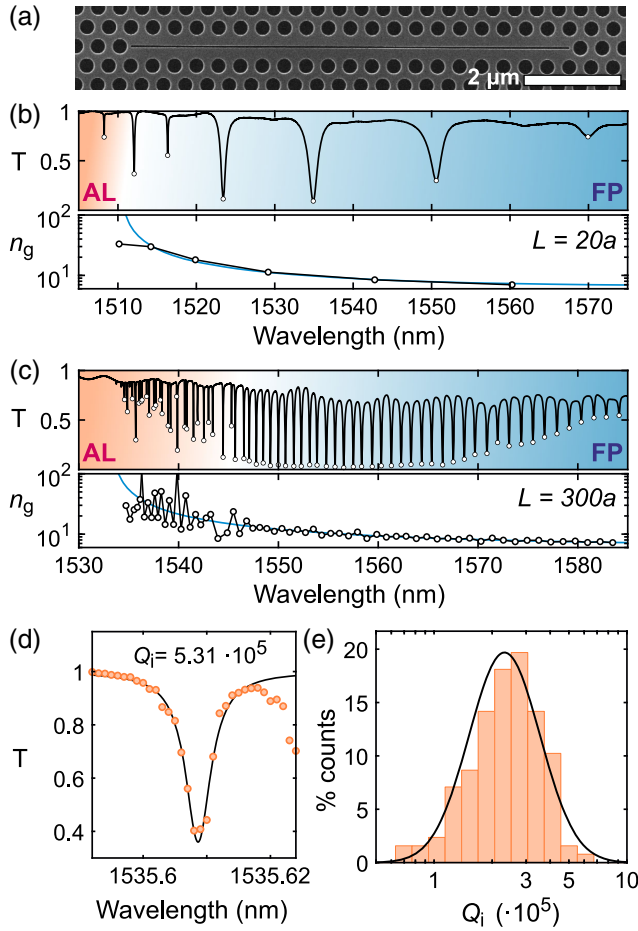 (a)
2 μm
(b)
1
T
0.5
AL
FP
10²
n_g
L = 20a
10¹
1510 1520 1530 1540 1550 1560 1570
Wavelength (nm)
(c)
1
T
0.5
AL
FP
10²
n_g
L = 300a
10¹
1530 1540 1550 1560 1570 1580
Wavelength (nm)
(d)
Q_i = 5.31 ·10⁵
1
0.8
T
0.6
0.4
1535.6 1535.62
Wavelength (nm)
(e)
20
15
% counts
10
5
0
1 3 5 10
Q_i (·10⁵)